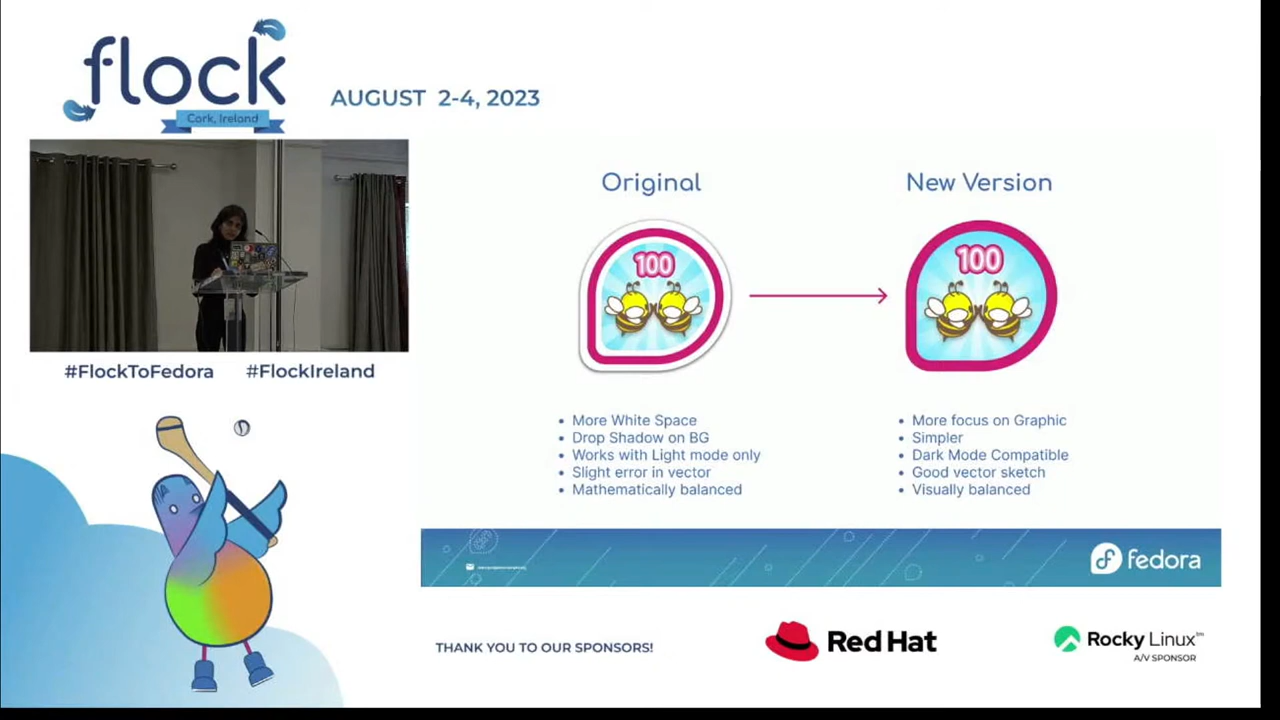 flock
Cork, Ireland
AUGUST 2-4, 2023
#FlockToFedora #FlockIreland
Original
100
• More White Space
• Drop Shadow on BG
• Works with Light mode only
• Slight error in vector
• Mathematically balanced
New Version
100
• More focus on Graphic
• Simpler
• Dark Mode Compatible
• Good vector sketch
• Visually balanced
fedora
THANK YOU TO OUR SPONSORS!
Red Hat
Rocky Linux™
A/V SPONSOR